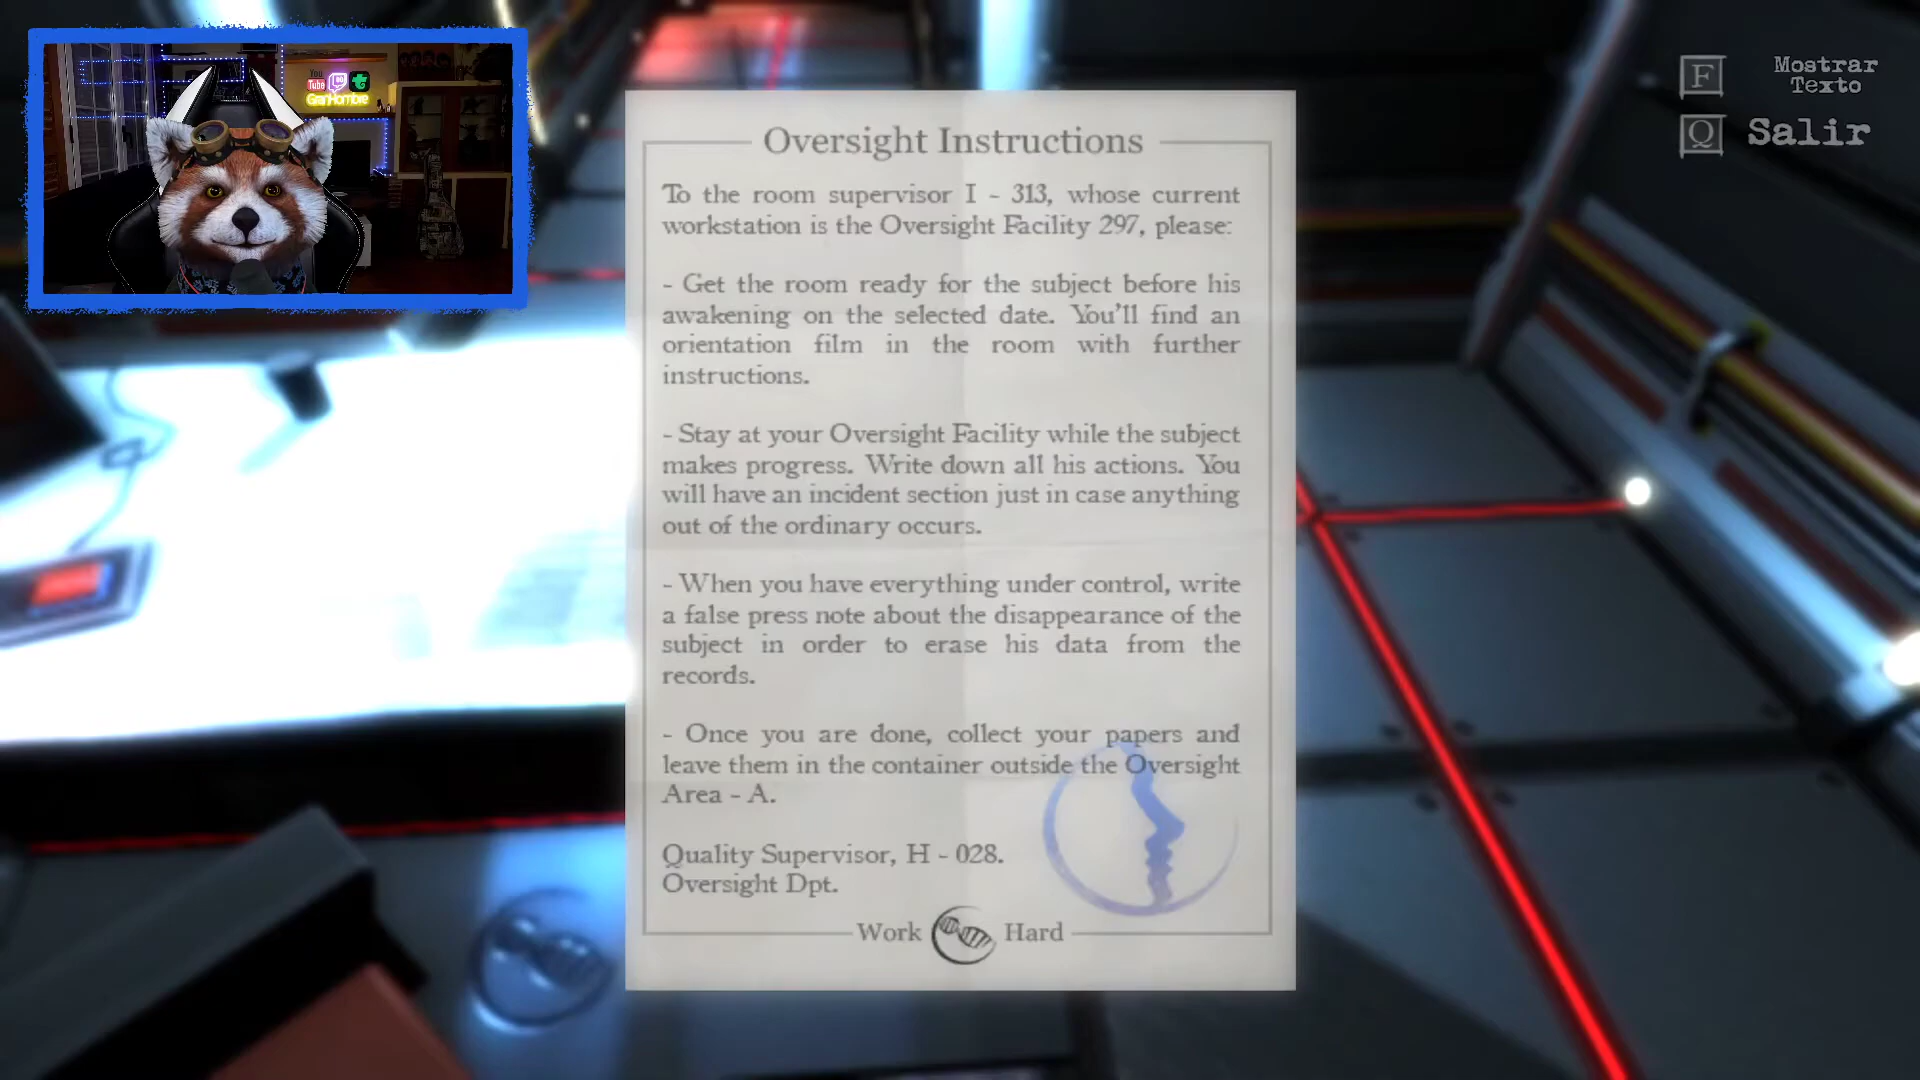 You
Tube
GranHombre
F
Mostrar
Texto
Q
Salir
Oversight Instructions
To the room supervisor I - 313, whose current
workstation is the Oversight Facility 297, please:
- Get the room ready for the subject before his
awakening on the selected date. You'll find an
orientation film in the room with further
instructions.
- Stay at your Oversight Facility while the subject
makes progress. Write down all his actions. You
will have an incident section just in case anything
out of the ordinary occurs.
- When you have everything under control, write
a false press note about the disappearance of the
subject in order to erase his data from the
records.
- Once you are done, collect your papers and
leave them in the container outside the Oversight
Area - A.
Quality Supervisor, H - 028.
Oversight Dpt.
Work Hard